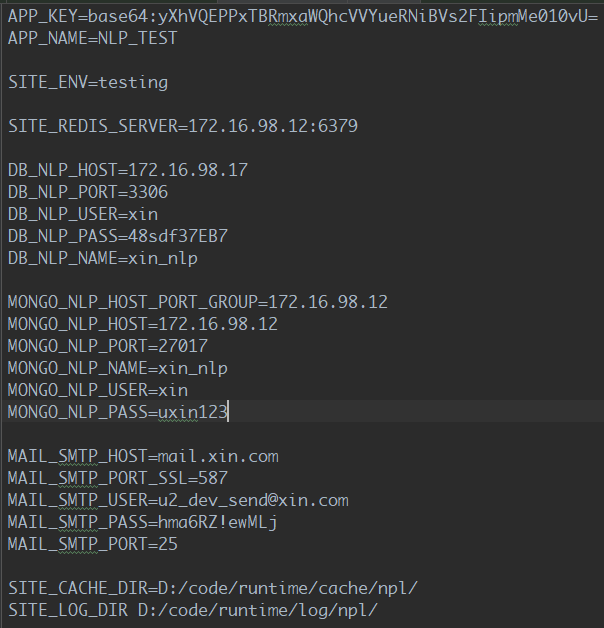 APP_KEY=base64:yXhVQEPPxTBRmxaWQhcVVYueRNiBVs2FIipmMe010vU=
APP_NAME=NLP_TEST
SITE_ENV=testing
SITE_REDIS_SERVER=172.16.98.12:6379
DB_NLP_HOST=172.16.98.17
DB_NLP_PORT=3306
DB_NLP_USER=xin
DB_NLP_PASS=48sdf37EB7
DB_NLP_NAME=xin_nlp
MONGO_NLP_HOST_PORT_GROUP=172.16.98.12
MONGO_NLP_HOST=172.16.98.12
MONGO_NLP_PORT=27017
MONGO_NLP_NAME=xin_nlp
MONGO_NLP_USER=xin
MONGO_NLP_PASS=uxin123
MAIL_SMTP_HOST=mail.xin.com
MAIL_SMTP_PORT_SSL=587
MAIL_SMTP_USER=u2_dev_send@xin.com
MAIL_SMTP_PASS=hma6RZ!ewMLj
MAIL_SMTP_PORT=25
SITE_CACHE_DIR=D:/code/runtime/cache/npl/
SITE_LOG_DIR D:/code/runtime/log/npl/